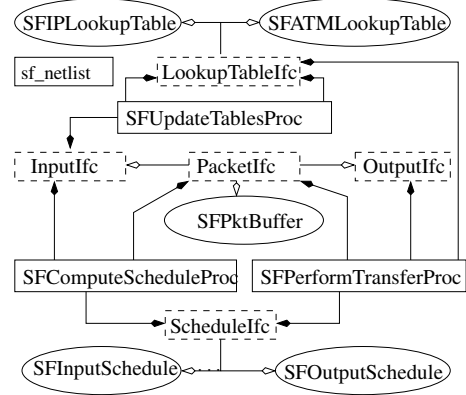 SFIPLookupTable
SFATMLookupTable
sf_netlist
LookupTableIfc
SFUpdateTablesProc
InputIfc
PacketIfc
OutputIfc
SFPktBuffer
SFComputeScheduleProc
SFPerformTransferProc
ScheduleIfc
SFInputSchedule
SFOutputSchedule